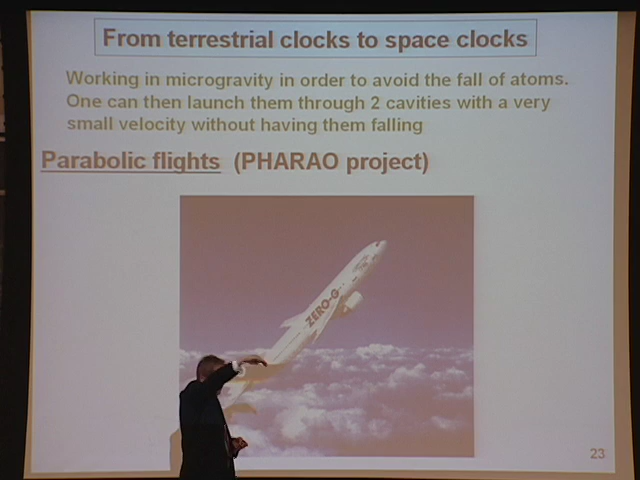 From terrestrial clocks to space clocks
Working in microgravity in order to avoid the fall of atoms.
One can then launch them through 2 cavities with a very
small velocity without having them falling
Parabolic flights (PHARAO project)
ZERO-G
23